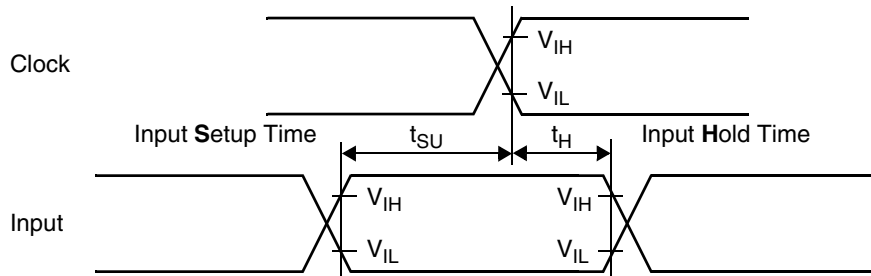 Clock
V_IH
V_IL
Input Setup Time
t_SU
t_H
Input Hold Time
Input
V_IH
V_IH
V_IL
V_IL